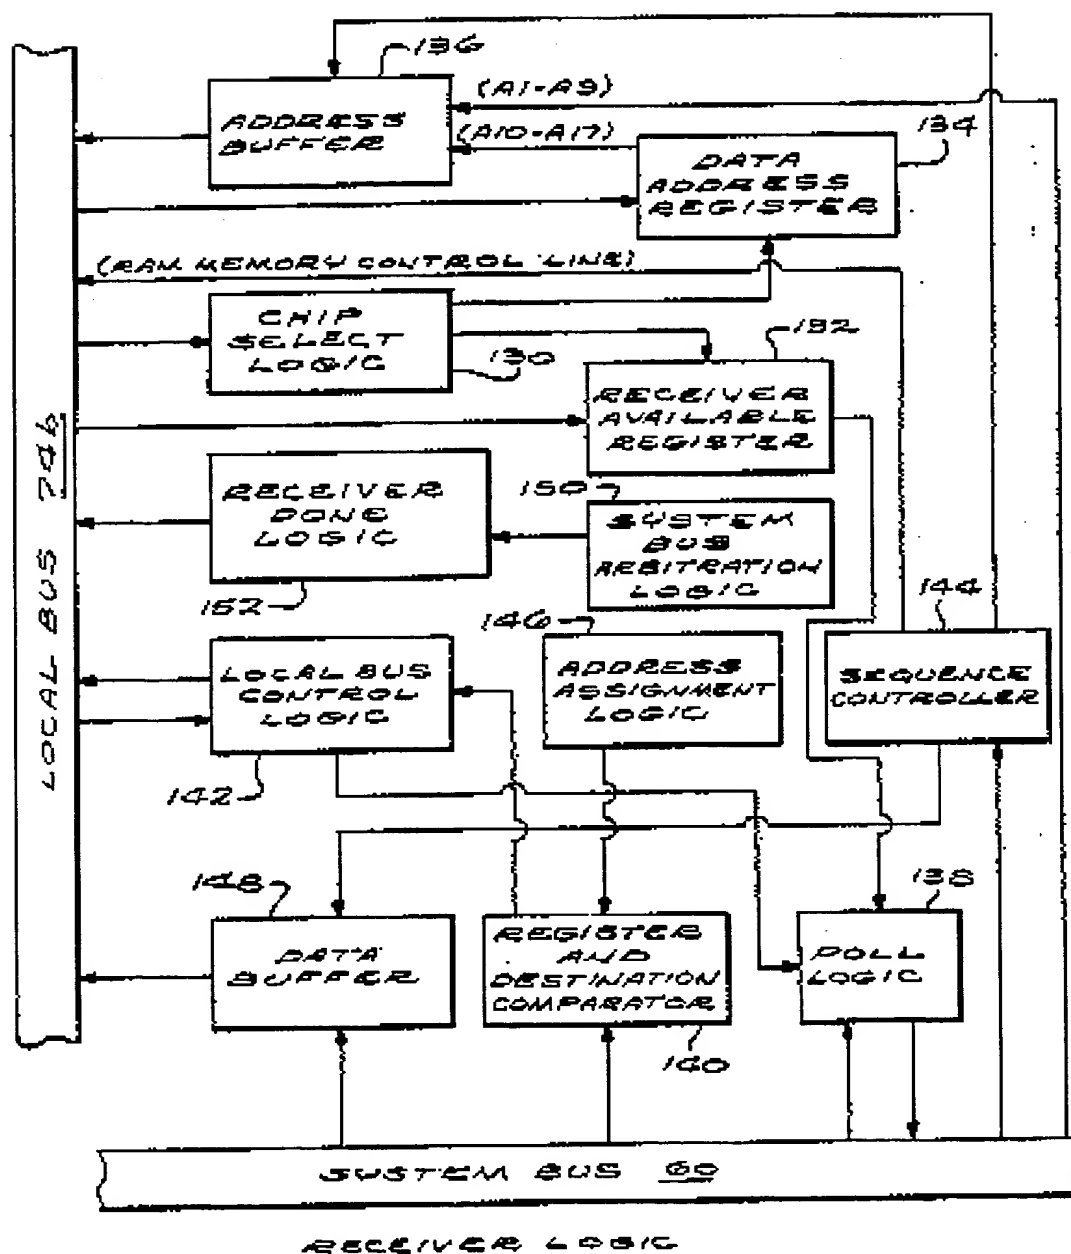 136
(A1-A9)
ADDRESS
BUFFER
(A10-A17)
134
DATA
ADDRESS
REGISTER
(RAM MEMORY CONTROL LINE)
CHIP
SELECT
LOGIC
130
132
RECEIVER
AVAILABLE
REGISTER
LOCAL BUS 74b
RECEIVER
DONE
LOGIC
152
150
SYSTEM
BUS
ARBITRATION
LOGIC
146
144
LOCAL BUS
CONTROL
LOGIC
142
ADDRESS
ASSIGNMENT
LOGIC
SEQUENCE
CONTROLLER
148
DATA
BUFFER
REGISTER
AND
DESTINATION
COMPARATOR
140
138
POLL
LOGIC
SYSTEM BUS 60
RECEIVER LOGIC